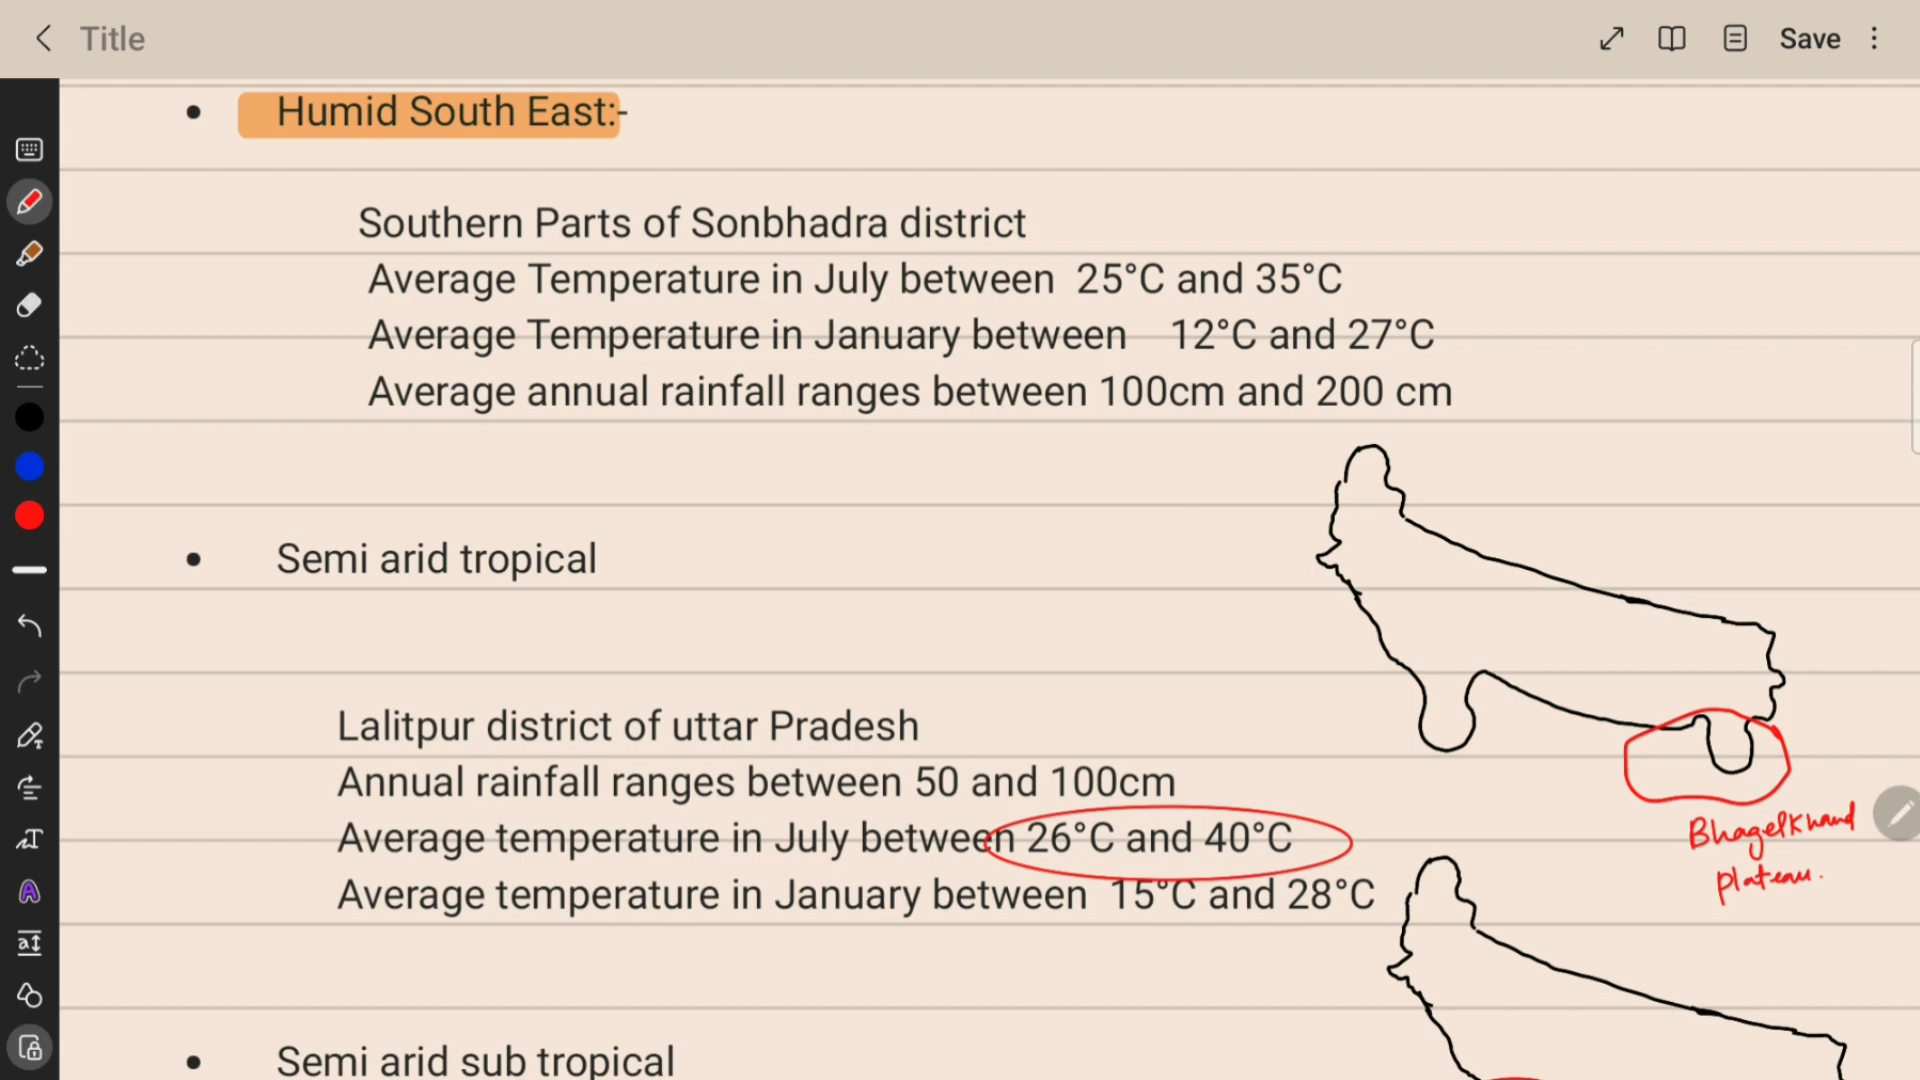 Title
Save
• Humid South East:-
Southern Parts of Sonbhadra district
Average Temperature in July between 25°C and 35°C
Average Temperature in January between 12°C and 27°C
Average annual rainfall ranges between 100cm and 200 cm
• Semi arid tropical
Lalitpur district of uttar Pradesh
Annual rainfall ranges between 50 and 100cm
Average temperature in July between 26°C and 40°C
Average temperature in January between 15°C and 28°C
Bhagelkhand
plateau.
• Semi arid sub tropical